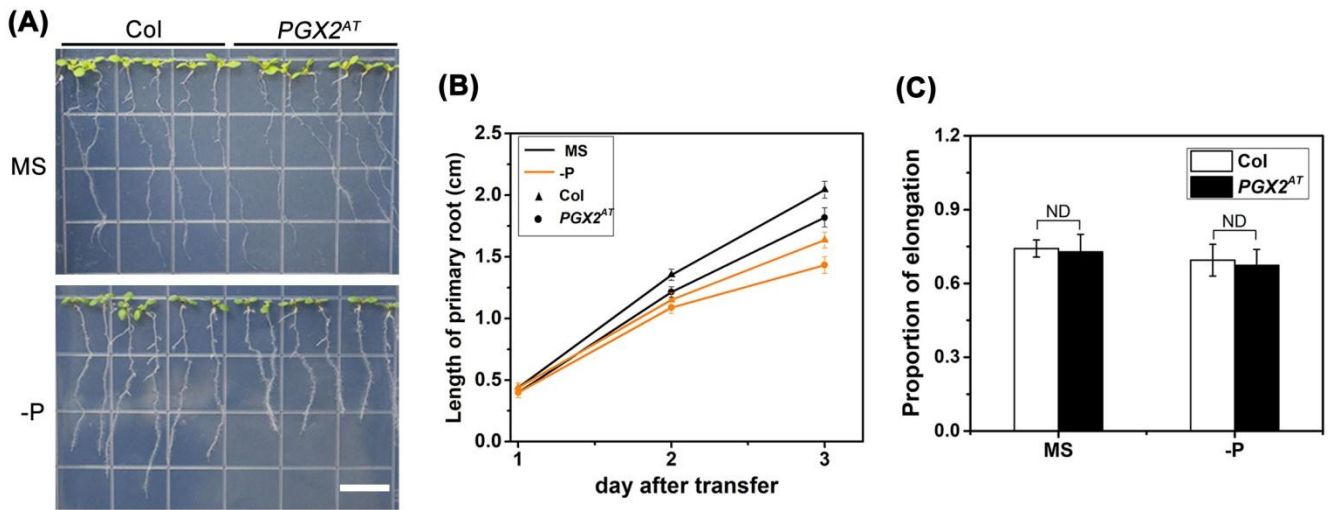 (A)
Col PGX2ᴬᵀ
MS
-P
(B)
Length of primary root (cm)
2.5
2.0
1.5
1.0
0.5
0.0
MS
-P
Col
PGX2ᴬᵀ
1 2 3
day after transfer
(C)
Proportion of elongation
1.2
0.9
0.6
0.3
0.0
Col
PGX2ᴬᵀ
ND ND
MS -P